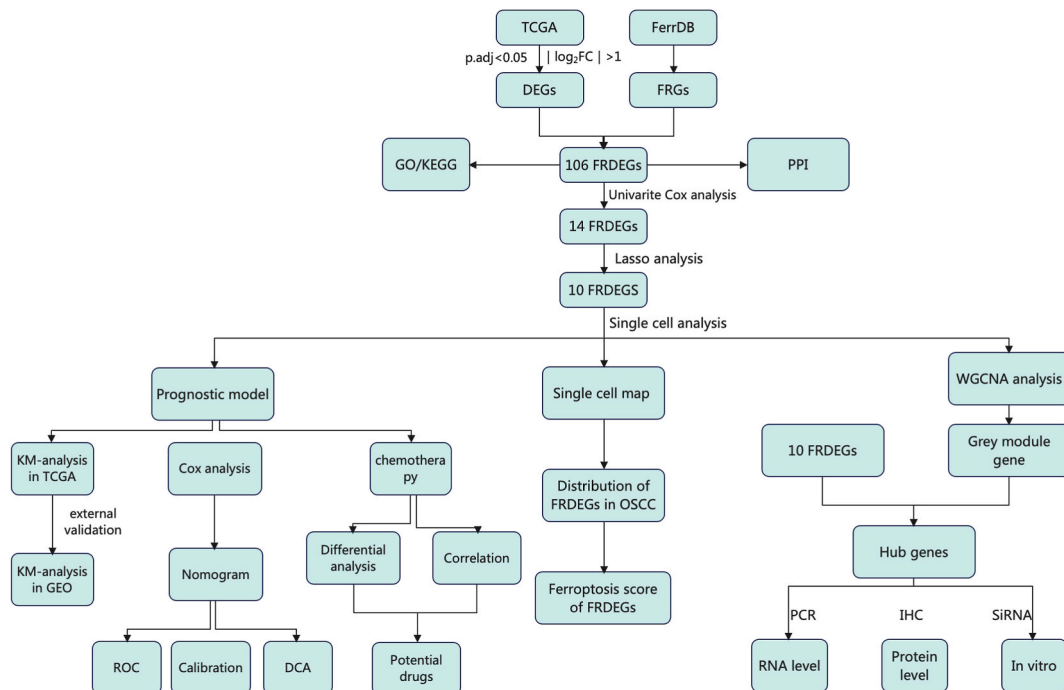 TCGA
FerrDB
p.adj<0.05
| log₂FC | >1
DEGs
FRGs
GO/KEGG
106 FRDEGs
PPI
Univarite Cox analysis
14 FRDEGs
Lasso analysis
10 FRDEGS
Single cell analysis
Prognostic model
Single cell map
WGCNA analysis
KM-analysis
in TCGA
Cox analysis
chemothera
py
10 FRDEGs
Grey module
gene
external
validation
Distribution of
FRDEGs in OSCC
KM-analysis
in GEO
Nomogram
Differential
analysis
Correlation
Hub genes
Ferroptosis score
of FRDEGs
PCR
IHC
SiRNA
ROC
Calibration
DCA
Potential
drugs
RNA level
Protein
level
In vitro